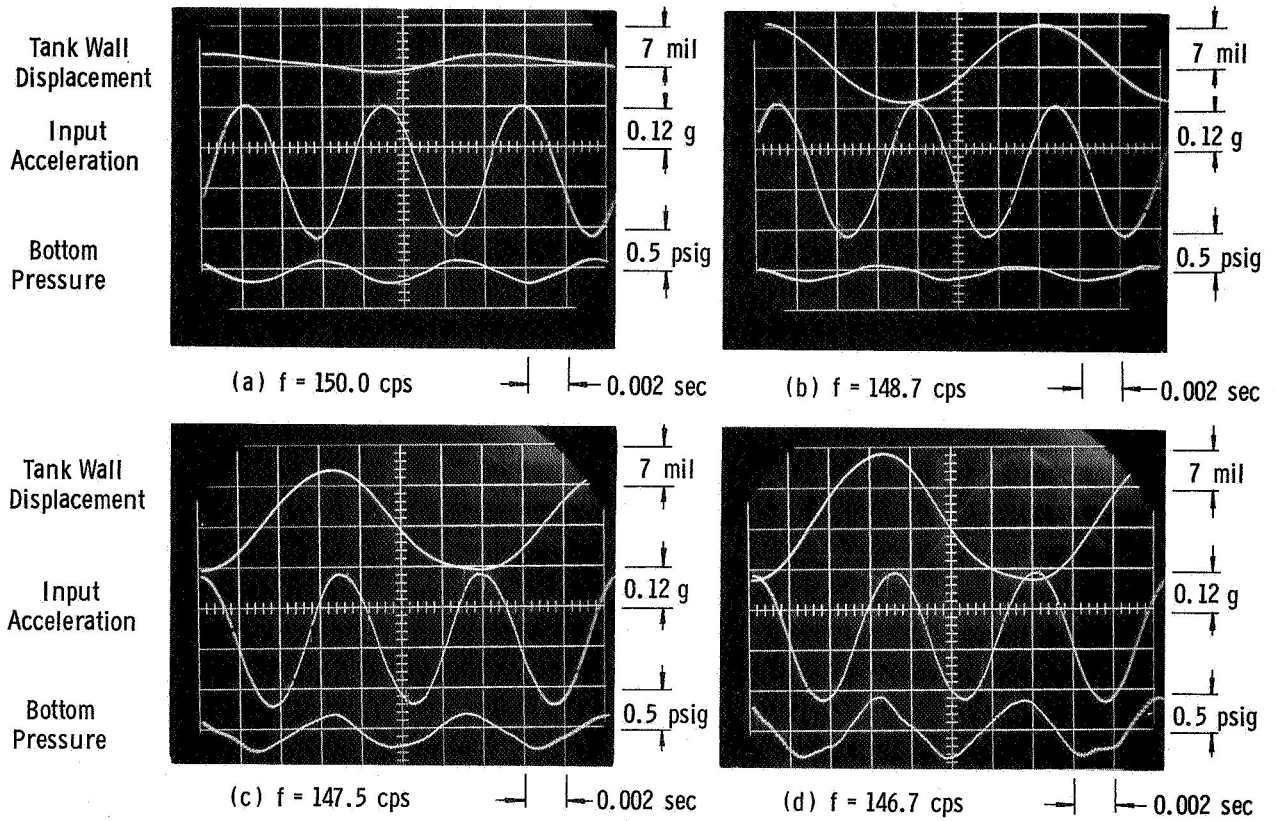 Tank Wall
Displacement
7 mil
7 mil
Input
Acceleration
0.12 g
0.12 g
Bottom
Pressure
0.5 psig
0.5 psig
(a) f = 150.0 cps
0.002 sec
(b) f = 148.7 cps
0.002 sec
Tank Wall
Displacement
7 mil
7 mil
Input
Acceleration
0.12 g
0.12 g
Bottom
Pressure
0.5 psig
0.5 psig
(c) f = 147.5 cps
0.002 sec
(d) f = 146.7 cps
0.002 sec